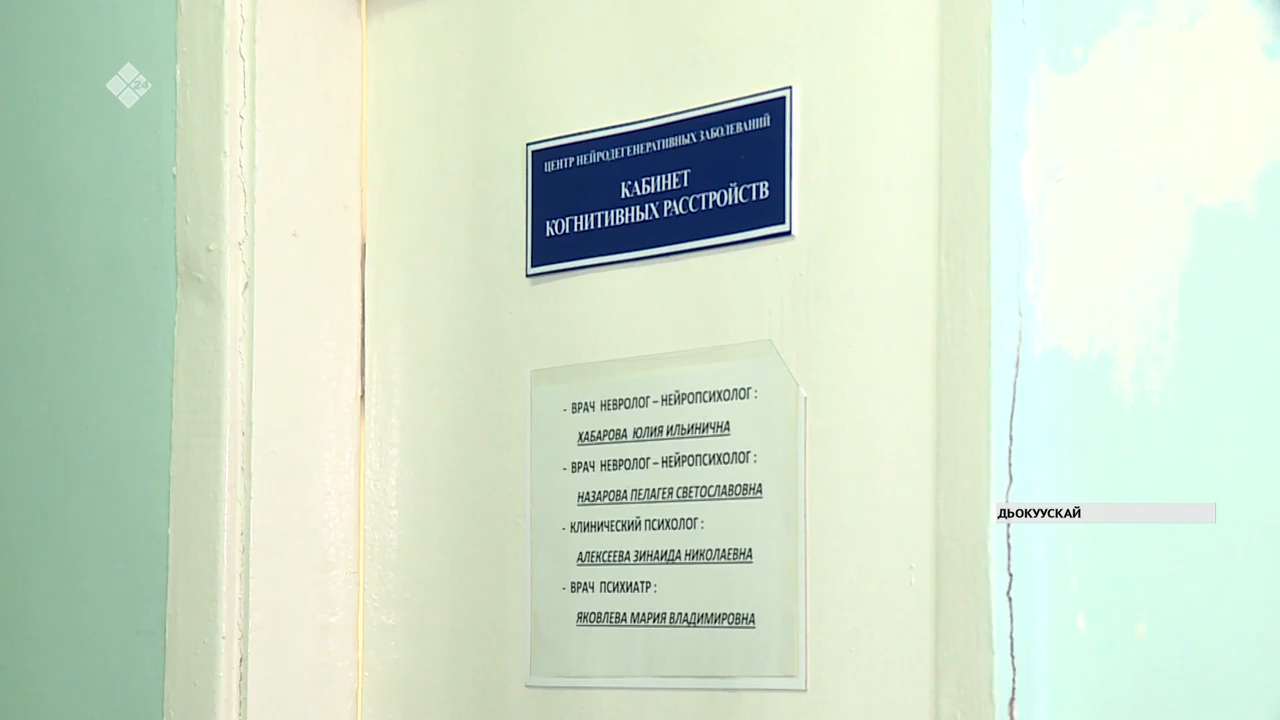 24
ЦЕНТР НЕЙРОДЕГЕНЕРАТИВНЫХ ЗАБОЛЕВАНИЙ
КАБИНЕТ
КОГНИТИВНЫХ РАССТРОЙСТВ
- ВРАЧ НЕВРОЛОГ – НЕЙРОПСИХОЛОГ :
ХАБАРОВА ЮЛИЯ ИЛЬИНИЧНА
- ВРАЧ НЕВРОЛОГ – НЕЙРОПСИХОЛОГ :
НАЗАРОВА ПЕЛАГЕЯ СВЕТОСЛАВОВНА
- КЛИНИЧЕСКИЙ ПСИХОЛОГ :
АЛЕКСЕЕВА ЗИНАИДА НИКОЛАЕВНА
- ВРАЧ ПСИХИАТР :
ЯКОВЛЕВА МАРИЯ ВЛАДИМИРОВНА
ДЬОКУУСКАЙ